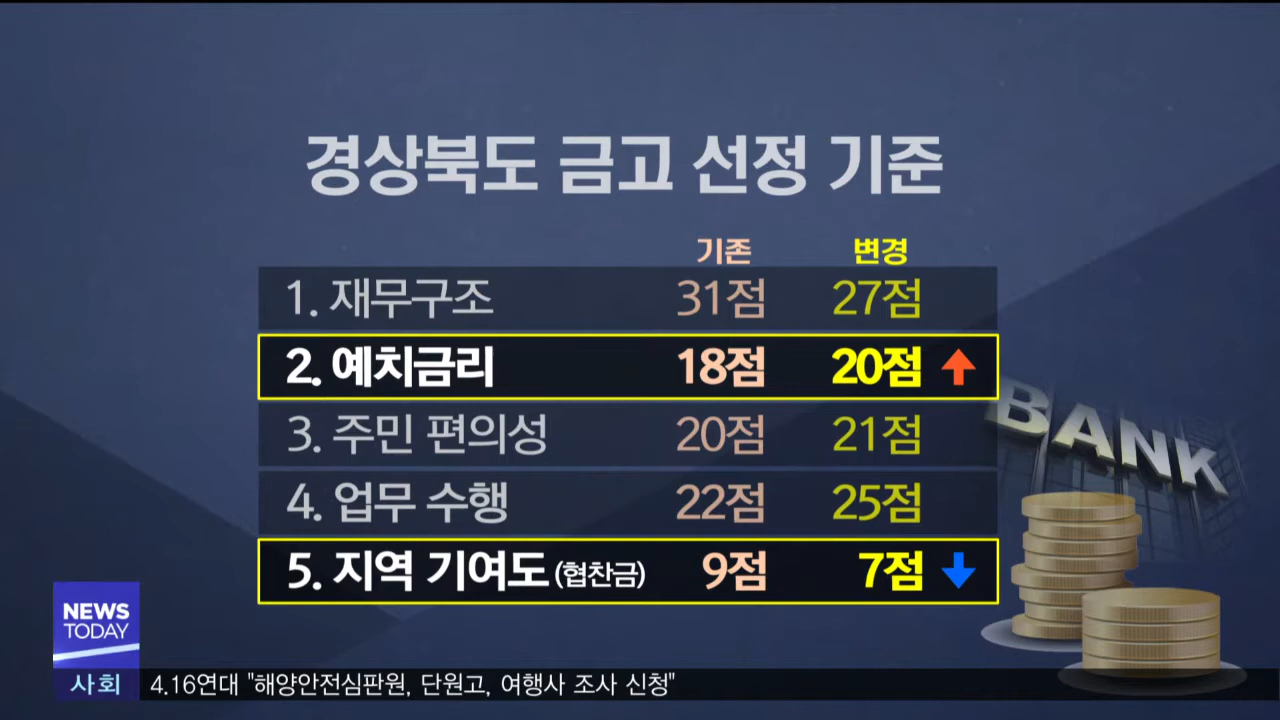 경상북도 금고 선정 기준
기존 변경
1. 재무구조 31점 27점
2. 예치금리 18점 20점
3. 주민 편의성 20점 21점
4. 업무 수행 22점 25점
5. 지역 기여도 (협찬금) 9점 7점
BANK
NEWS
TODAY
사회 4.16연대 "해양안전심판원, 단원고, 여행사 조사 신청"